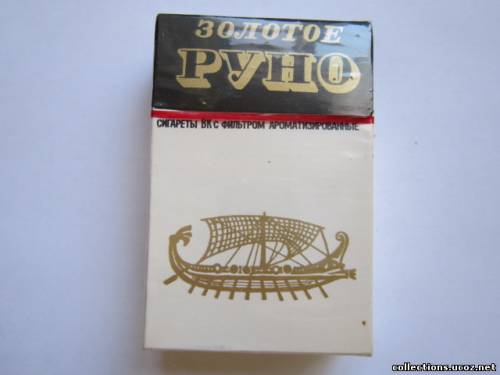 ЗОЛОТОЕ
РУНО
СИГАРЕТЫ ВК С ФИЛЬТРОМ АРОМАТИЗИРОВАННЫЕ
collections.ucoz.net